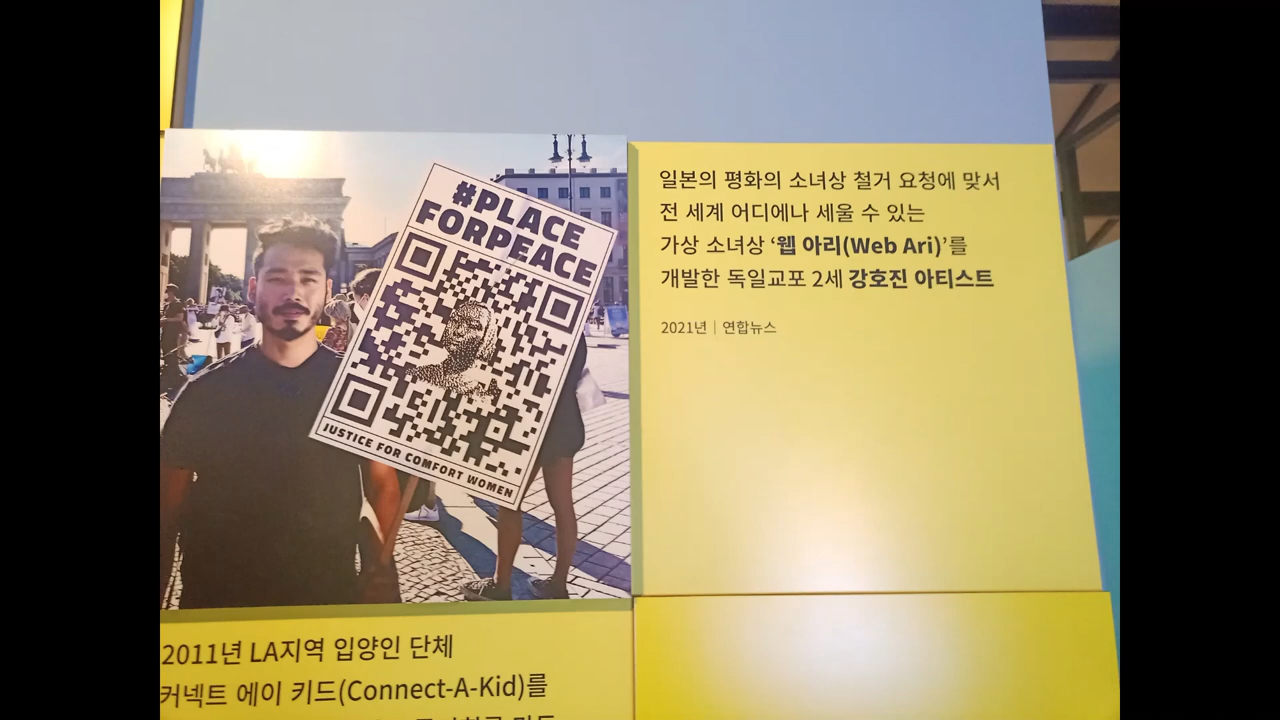 #PLACE
FORPEACE
JUSTICE FOR COMFORT WOMEN
일본의 평화의 소녀상 철거 요청에 맞서
전 세계 어디에나 세울 수 있는
가상 소녀상 ‘웹 아리(Web Ari)’를
개발한 독일교포 2세 강호진 아티스트
2021년 | 연합뉴스
2011년 LA지역 입양인 단체
커넥트 에이 키드(Connect-A-Kid)를